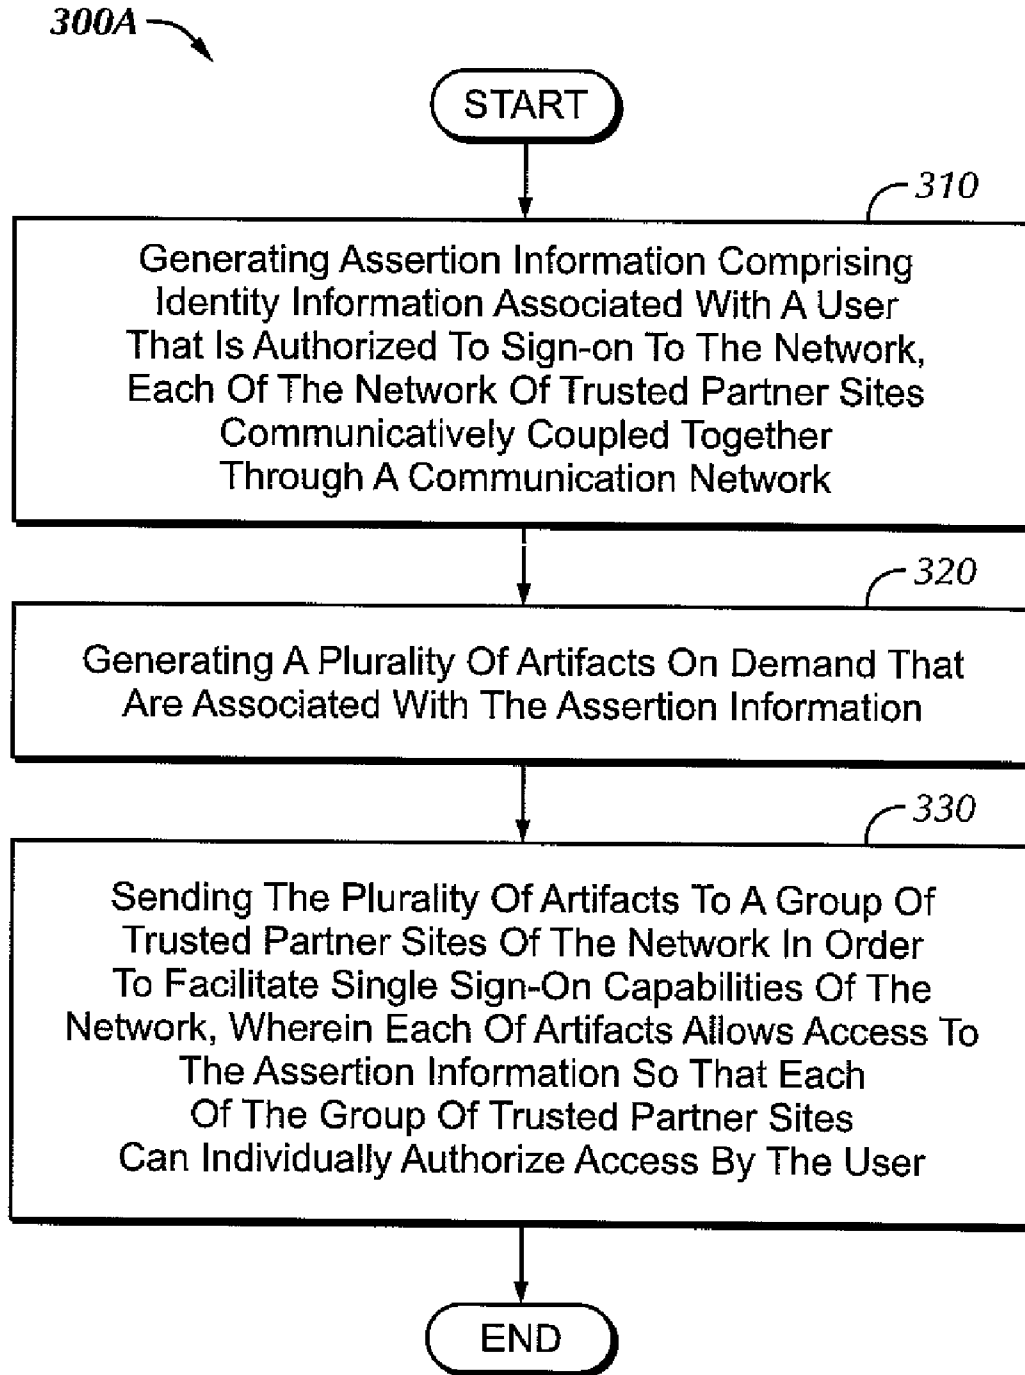 300A
START
310
Generating Assertion Information Comprising
Identity Information Associated With A User
That Is Authorized To Sign-on To The Network,
Each Of The Network Of Trusted Partner Sites
Communicatively Coupled Together
Through A Communication Network
320
Generating A Plurality Of Artifacts On Demand That
Are Associated With The Assertion Information
330
Sending The Plurality Of Artifacts To A Group Of
Trusted Partner Sites Of The Network In Order
To Facilitate Single Sign-On Capabilities Of The
Network, Wherein Each Of Artifacts Allows Access To
The Assertion Information So That Each
Of The Group Of Trusted Partner Sites
Can Individually Authorize Access By The User
END